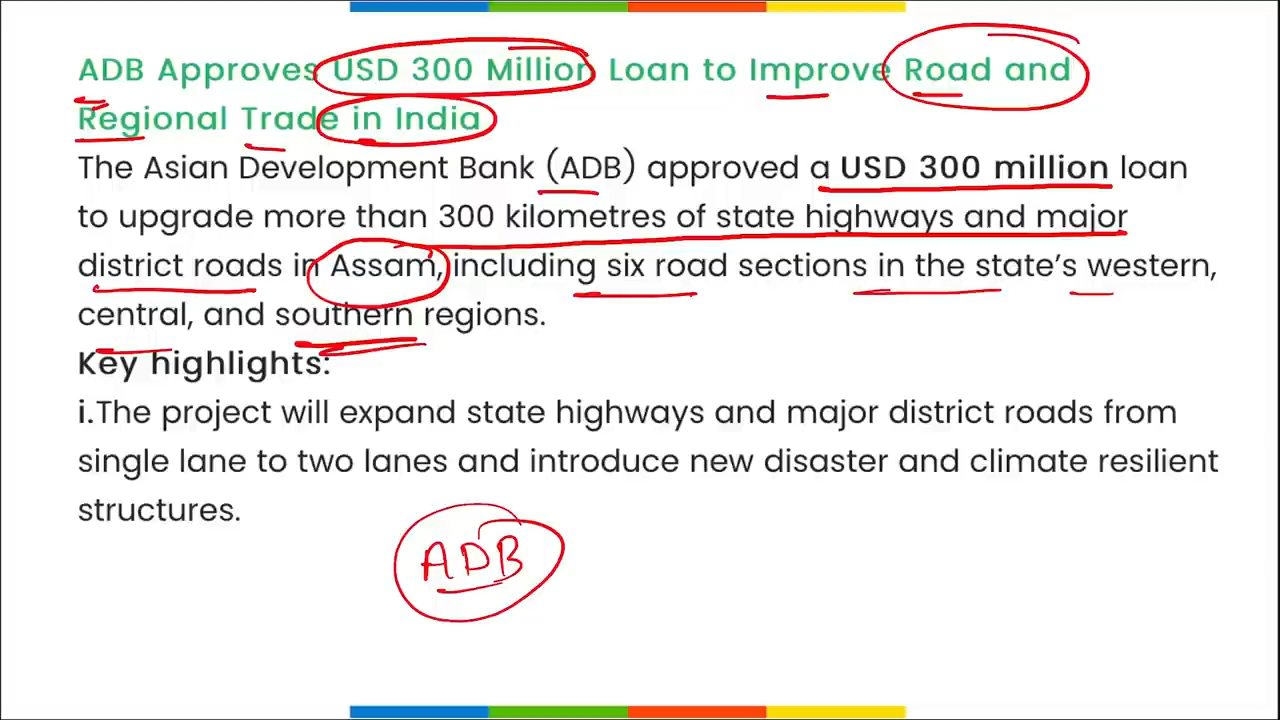 ADB Approves USD 300 Million Loan to Improve Road and
Regional Trade in India
The Asian Development Bank (ADB) approved a USD 300 million loan
to upgrade more than 300 kilometres of state highways and major
district roads in Assam, including six road sections in the state's western,
central, and southern regions.
Key highlights:
i.The project will expand state highways and major district roads from
single lane to two lanes and introduce new disaster and climate resilient
structures.
ADB